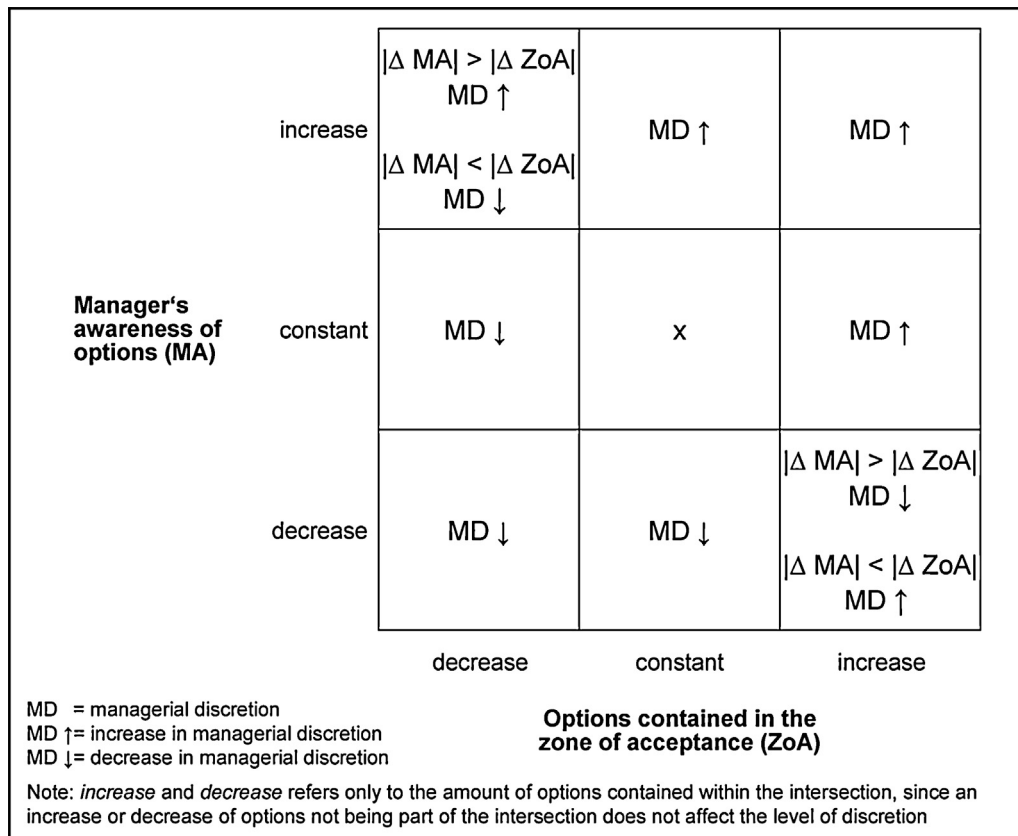 |Δ MA| > |Δ ZoA|
MD ↑
|Δ MA| < |Δ ZoA|
MD ↓
increase
MD ↑
MD ↑
Manager‘s
awareness of
options (MA)
constant
MD ↓
x
MD ↑
decrease
MD ↓
MD ↓
|Δ MA| > |Δ ZoA|
MD ↓
|Δ MA| < |Δ ZoA|
MD ↑
decrease
constant
increase
Options contained in the
zone of acceptance (ZoA)
MD = managerial discretion
MD ↑= increase in managerial discretion
MD ↓= decrease in managerial discretion
Note: increase and decrease refers only to the amount of options contained within the intersection, since an
increase or decrease of options not being part of the intersection does not affect the level of discretion